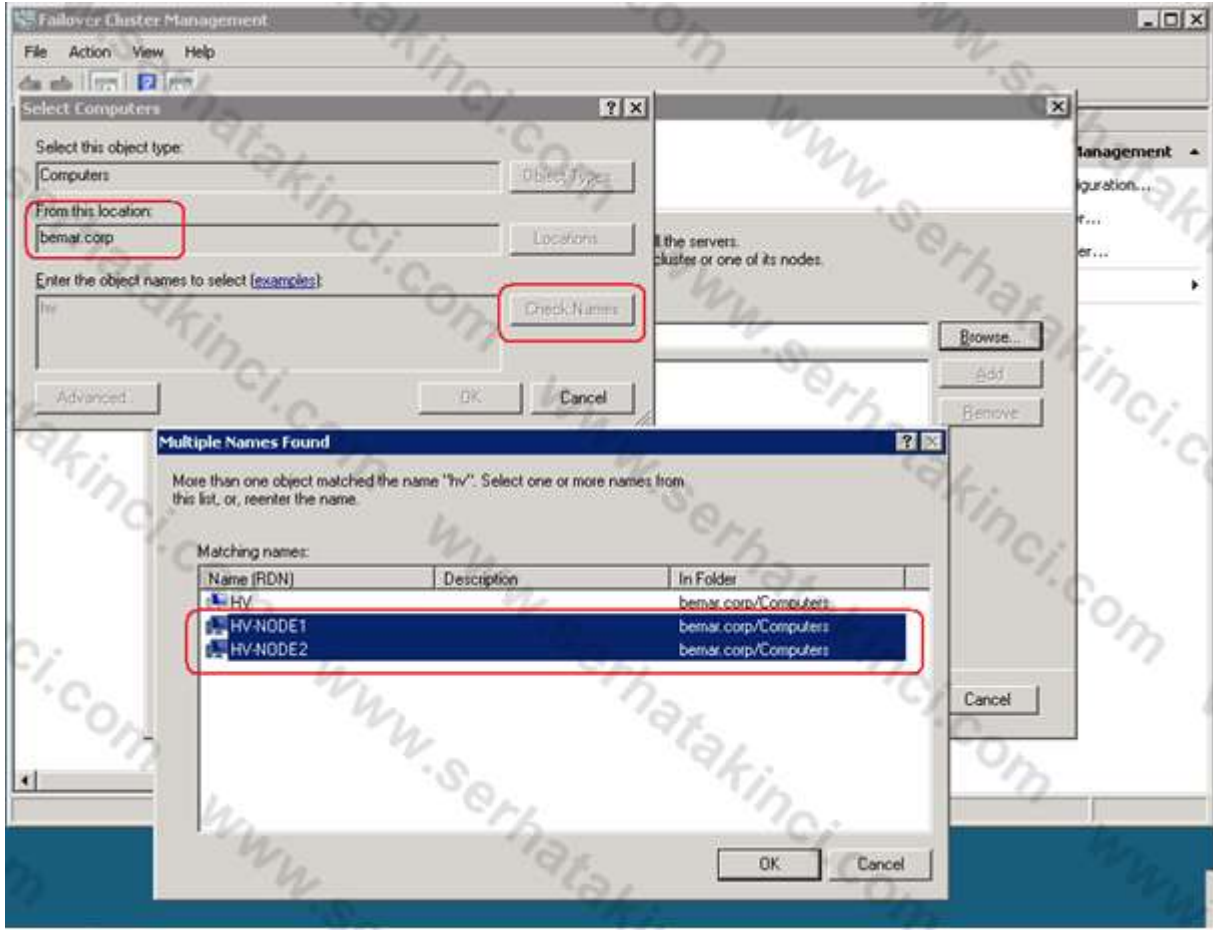 Failover Cluster Management
File Action View Help
Select Computers
Select this object type:
Computers
Object Types
From this location:
bemar.corp
Locations
Enter the object names to select (examples):
hv
Check Names
Advanced
OK
Cancel
the servers.
cluster or one of its nodes.
Browse...
Add
Remove
Cancel
Management
iguration...
r...
er...
Multiple Names Found
More than one object matched the name "hv". Select one or more names from
this list, or, reenter the name.
Matching names:
Name (RDN) Description In Folder
HV bemar.corp/Computers
HV-NODE1 bemar.corp/Computers
HV-NODE2 bemar.corp/Computers
OK Cancel
www.serhatakinci.com